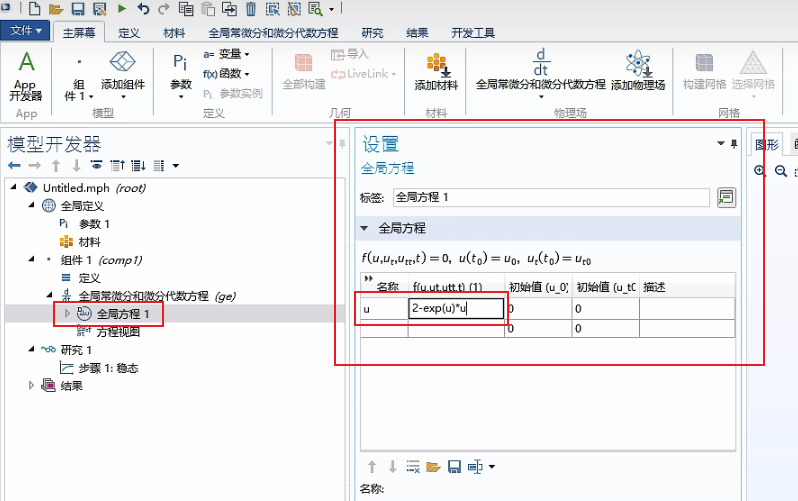 文件
主屏幕 定义 材料 全局常微分和微分代数方程 研究 结果 开发工具
A Pi a= 变量 导入 d/dt
f(x) 函数 LiveLink
Pi 参数实例
App 开发器 组件 1 添加组件 参数 全部构建 添加材料 全局常微分和微分代数方程 添加物理场 构建网格 选择网格
App 模型 定义 几何 材料 物理场 网格
模型开发器
Untitled.mph (root)
全局定义
Pi 参数 1
材料
组件 1 (comp1)
定义
全局常微分和微分代数方程 (ge)
全局方程 1
方程视图
研究 1
步骤 1: 稳态
结果
设置
全局方程
标签: 全局方程 1
全局方程
f(u,uₜ,uₜₜ,t) = 0, u(t₀) = u₀, uₜ(t₀) = uₜ₀
名称 f(u,ut,utt,t) (1) 初始值 (u_0) 初始值 (u_t0 描述
u 2-exp(u)*u 0 0
0 0
名称:
图形